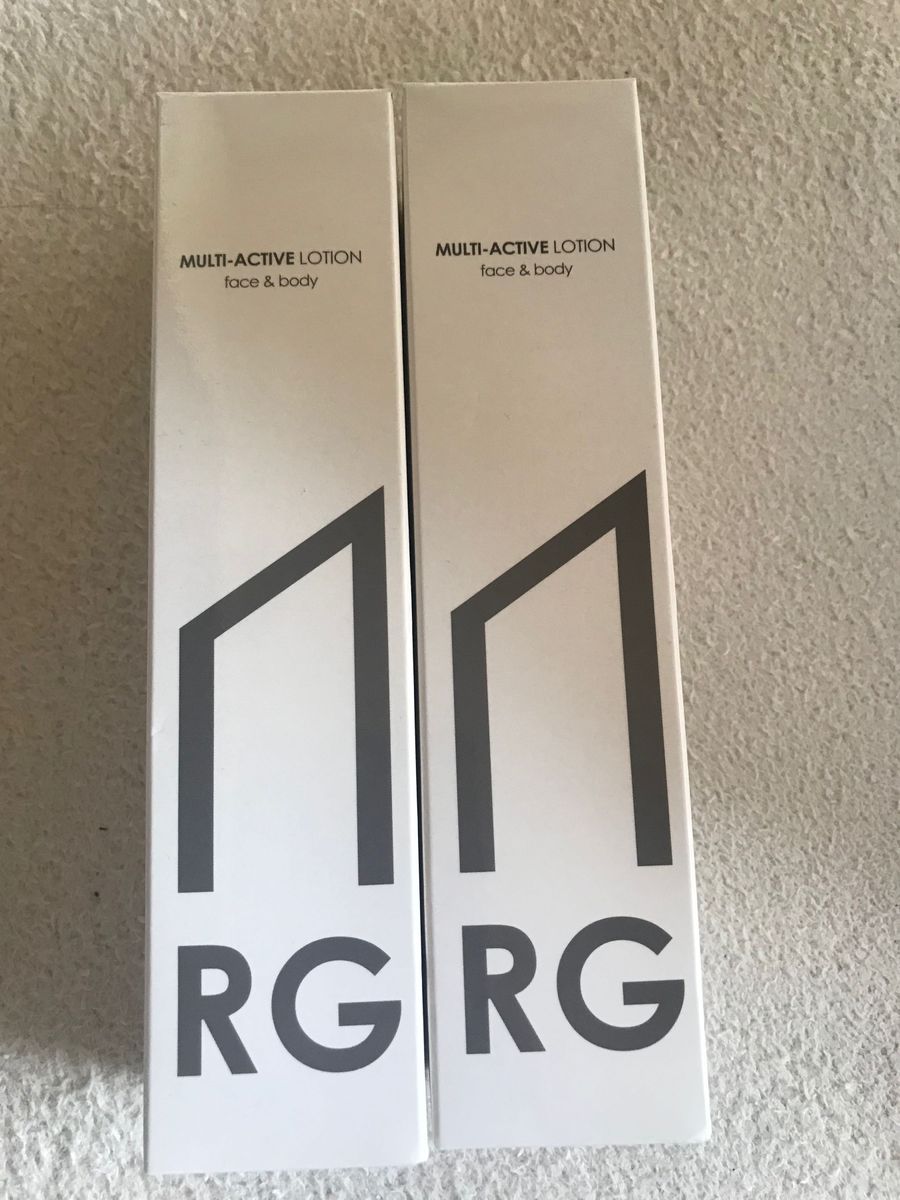 MULTI-ACTIVE LOTION
face & body
RG
MULTI-ACTIVE LOTION
face & body
RG